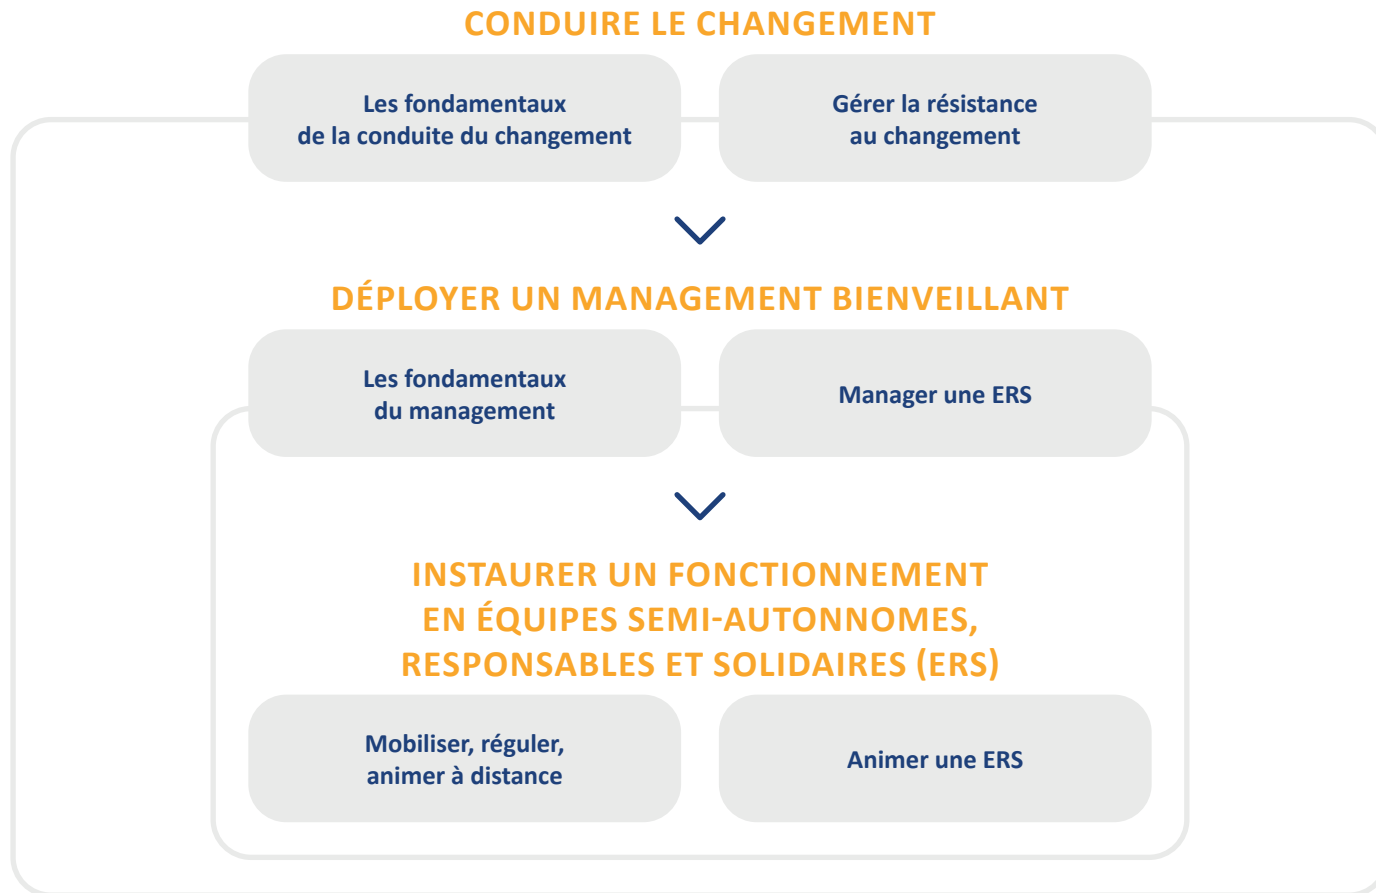 CONDUIRE LE CHANGEMENT
Les fondamentaux
de la conduite du changement
Gérer la résistance
au changement
DÉPLOYER UN MANAGEMENT BIENVEILLANT
Les fondamentaux
du management
Manager une ERS
INSTAURER UN FONCTIONNEMENT
EN ÉQUIPES SEMI-AUTONNOMES,
RESPONSABLES ET SOLIDAIRES (ERS)
Mobiliser, réguler,
animer à distance
Animer une ERS